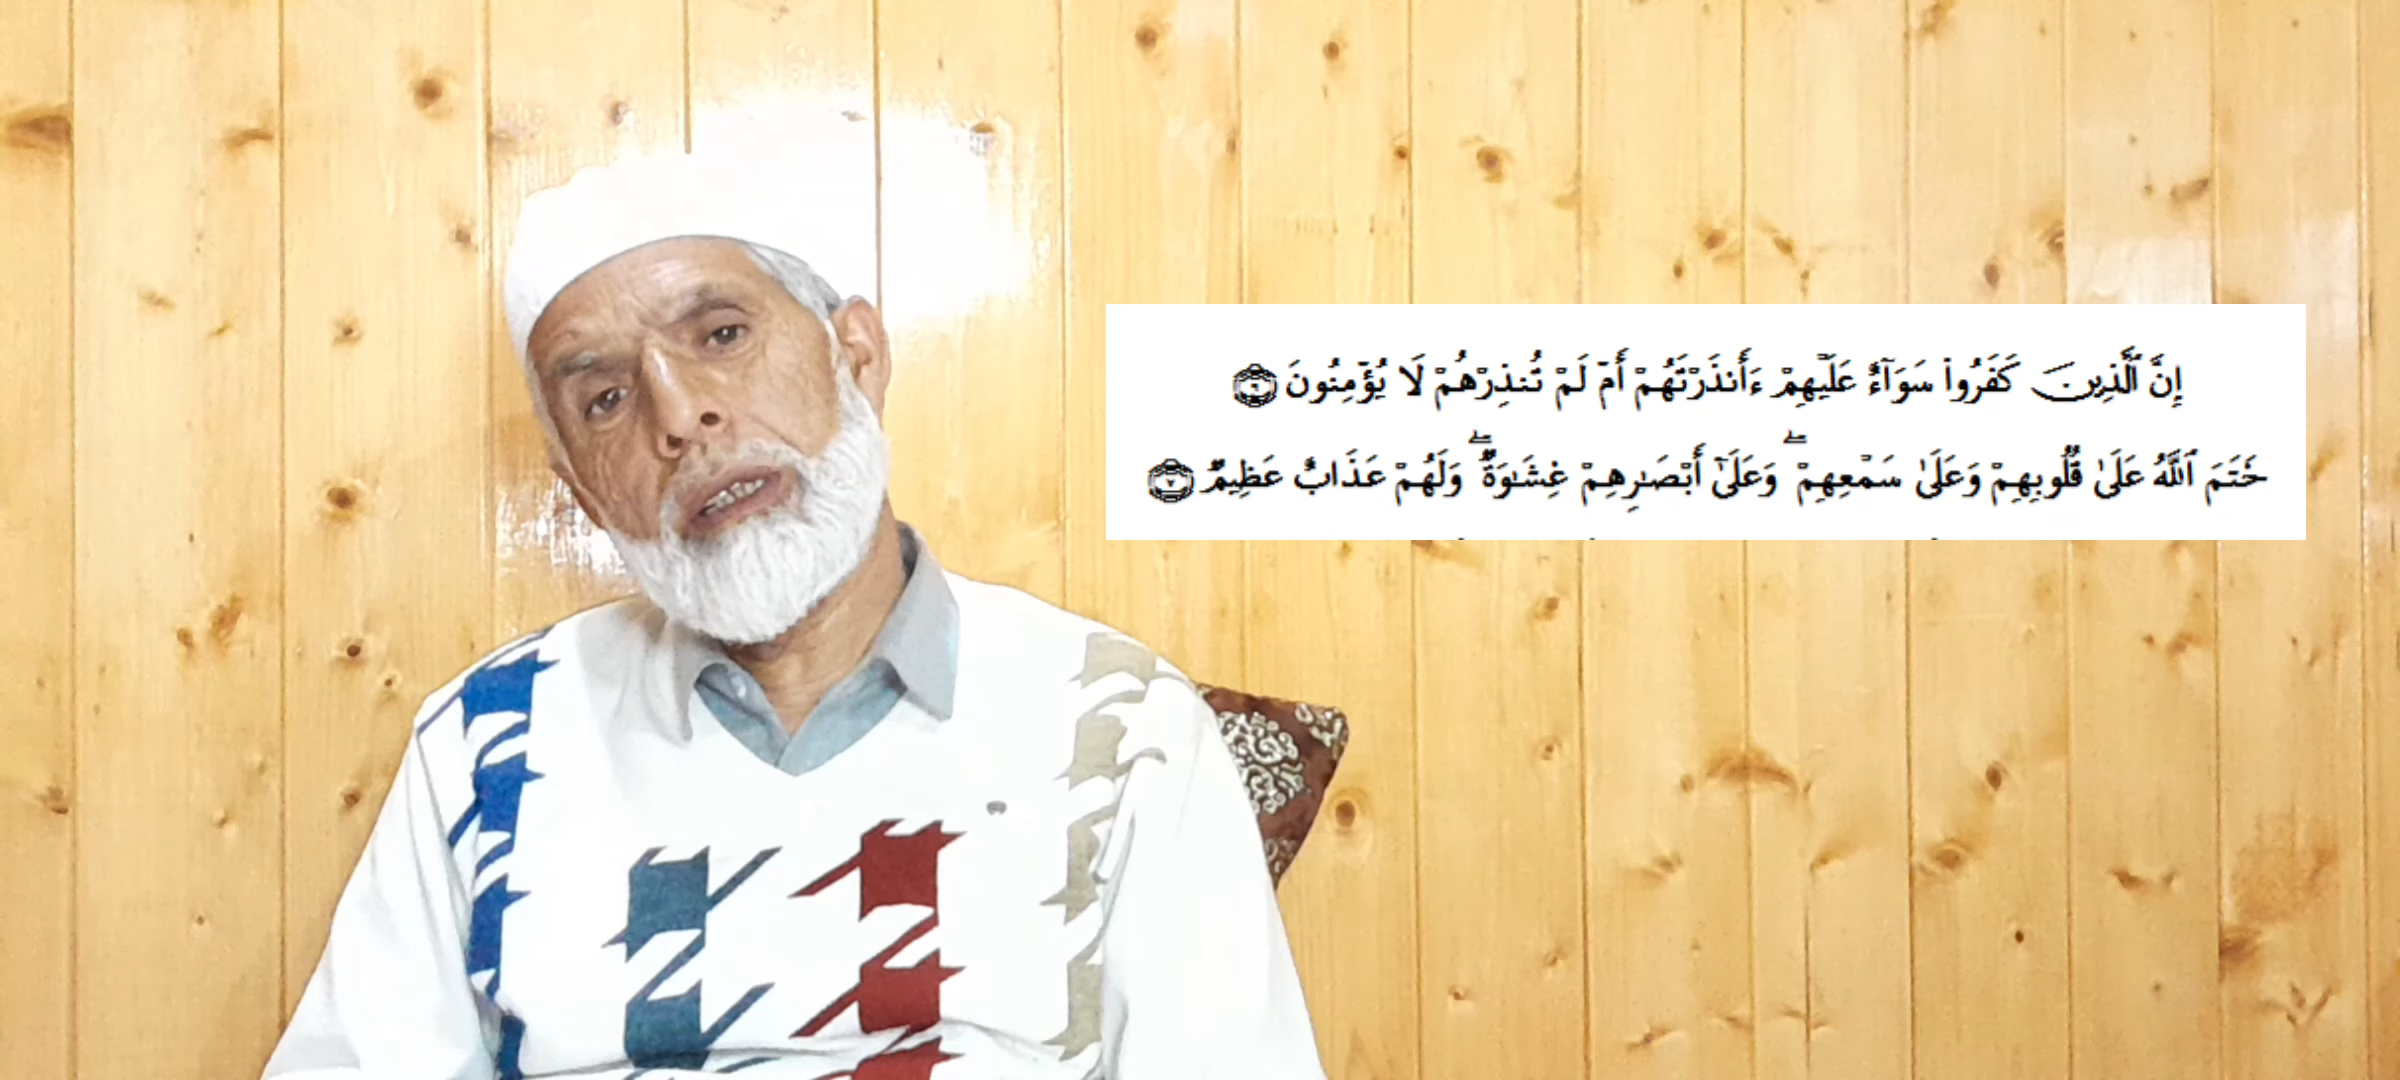 إِنَّ ٱلَّذِينَ كَفَرُوا۟ سَوَآءٌ عَلَيْهِمْ ءَأَنذَرْتَهُمْ أَمْ لَمْ تُنذِرْهُمْ لَا يُؤْمِنُونَ ٦
خَتَمَ ٱللَّهُ عَلَىٰ قُلُوبِهِمْ وَعَلَىٰ سَمْعِهِمْ ۖ وَعَلَىٰٓ أَبْصَـٰرِهِمْ غِشَـٰوَةٌ ۖ وَلَهُمْ عَذَابٌ عَظِيمٌ ٧